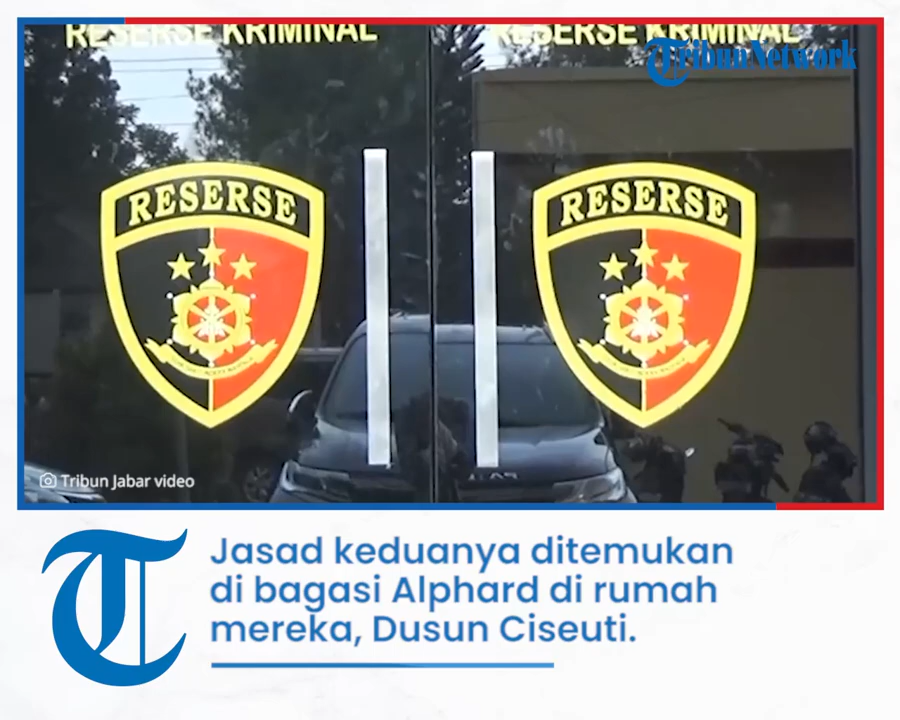 RESERSE KRIMINAL
RESERSE KRIMINAL
TribunNetwork
RESERSE
RESERSE
Tribun Jabar video
T
Jasad keduanya ditemukan
di bagasi Alphard di rumah
mereka, Dusun Ciseuti.